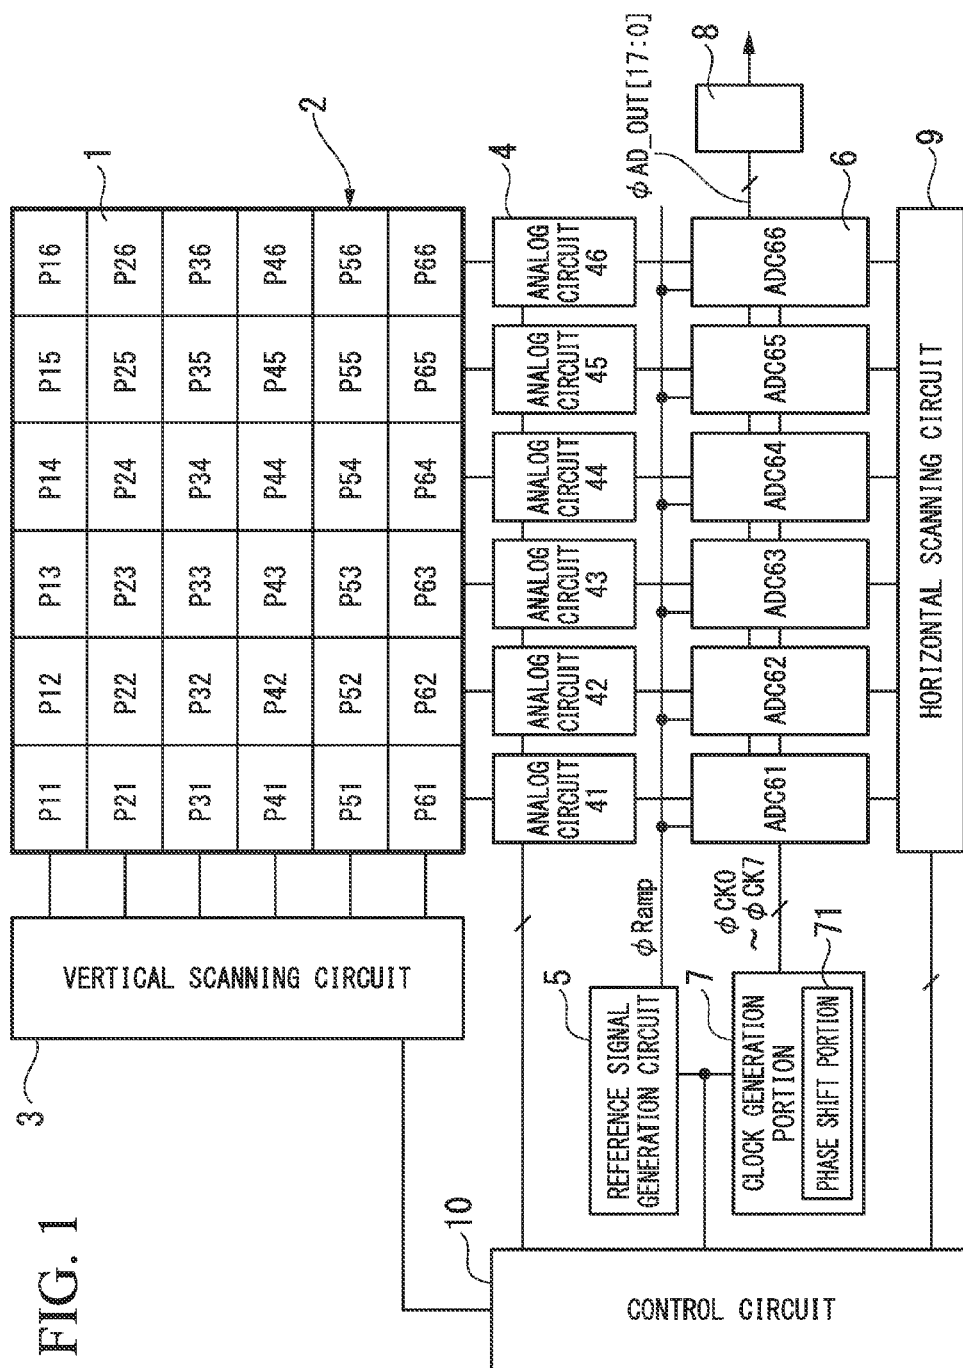 FIG. 1
1
2
P11 P12 P13 P14 P15 P16
P21 P22 P23 P24 P25 P26
P31 P32 P33 P34 P35 P36
P41 P42 P43 P44 P45 P46
P51 P52 P53 P54 P55 P56
P61 P62 P63 P64 P65 P66
3
VERTICAL SCANNING CIRCUIT
4
ANALOG
CIRCUIT
41
ANALOG
CIRCUIT
42
ANALOG
CIRCUIT
43
ANALOG
CIRCUIT
44
ANALOG
CIRCUIT
45
ANALOG
CIRCUIT
46
10
CONTROL CIRCUIT
5
REFERENCE SIGNAL
GENERATION CIRCUIT
φRamp
φAD_OUT[17:0]
7
CLOCK GENERATION
PORTION
71
PHASE SHIFT PORTION
φCK0
~φCK7
ADC61 ADC62 ADC63 ADC64 ADC65 ADC66
6
8
9
HORIZONTAL SCANNING CIRCUIT